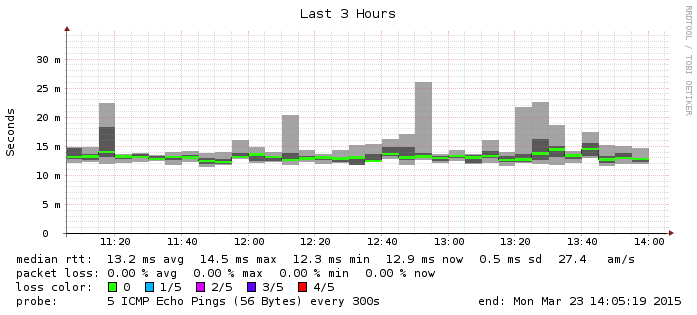 Last 3 Hours
RRDTOOL / TOBI OETIKER
Seconds
30 m
25 m
20 m
15 m
10 m
5 m
0
11:20 11:40 12:00 12:20 12:40 13:00 13:20 13:40 14:00
median rtt: 13.2 ms avg 14.5 ms max 12.3 ms min 12.9 ms now 0.5 ms sd 27.4 am/s
packet loss: 0.00 % avg 0.00 % max 0.00 % min 0.00 % now
loss color: 0 1/5 2/5 3/5 4/5
probe: 5 ICMP Echo Pings (56 Bytes) every 300s end: Mon Mar 23 14:05:19 2015